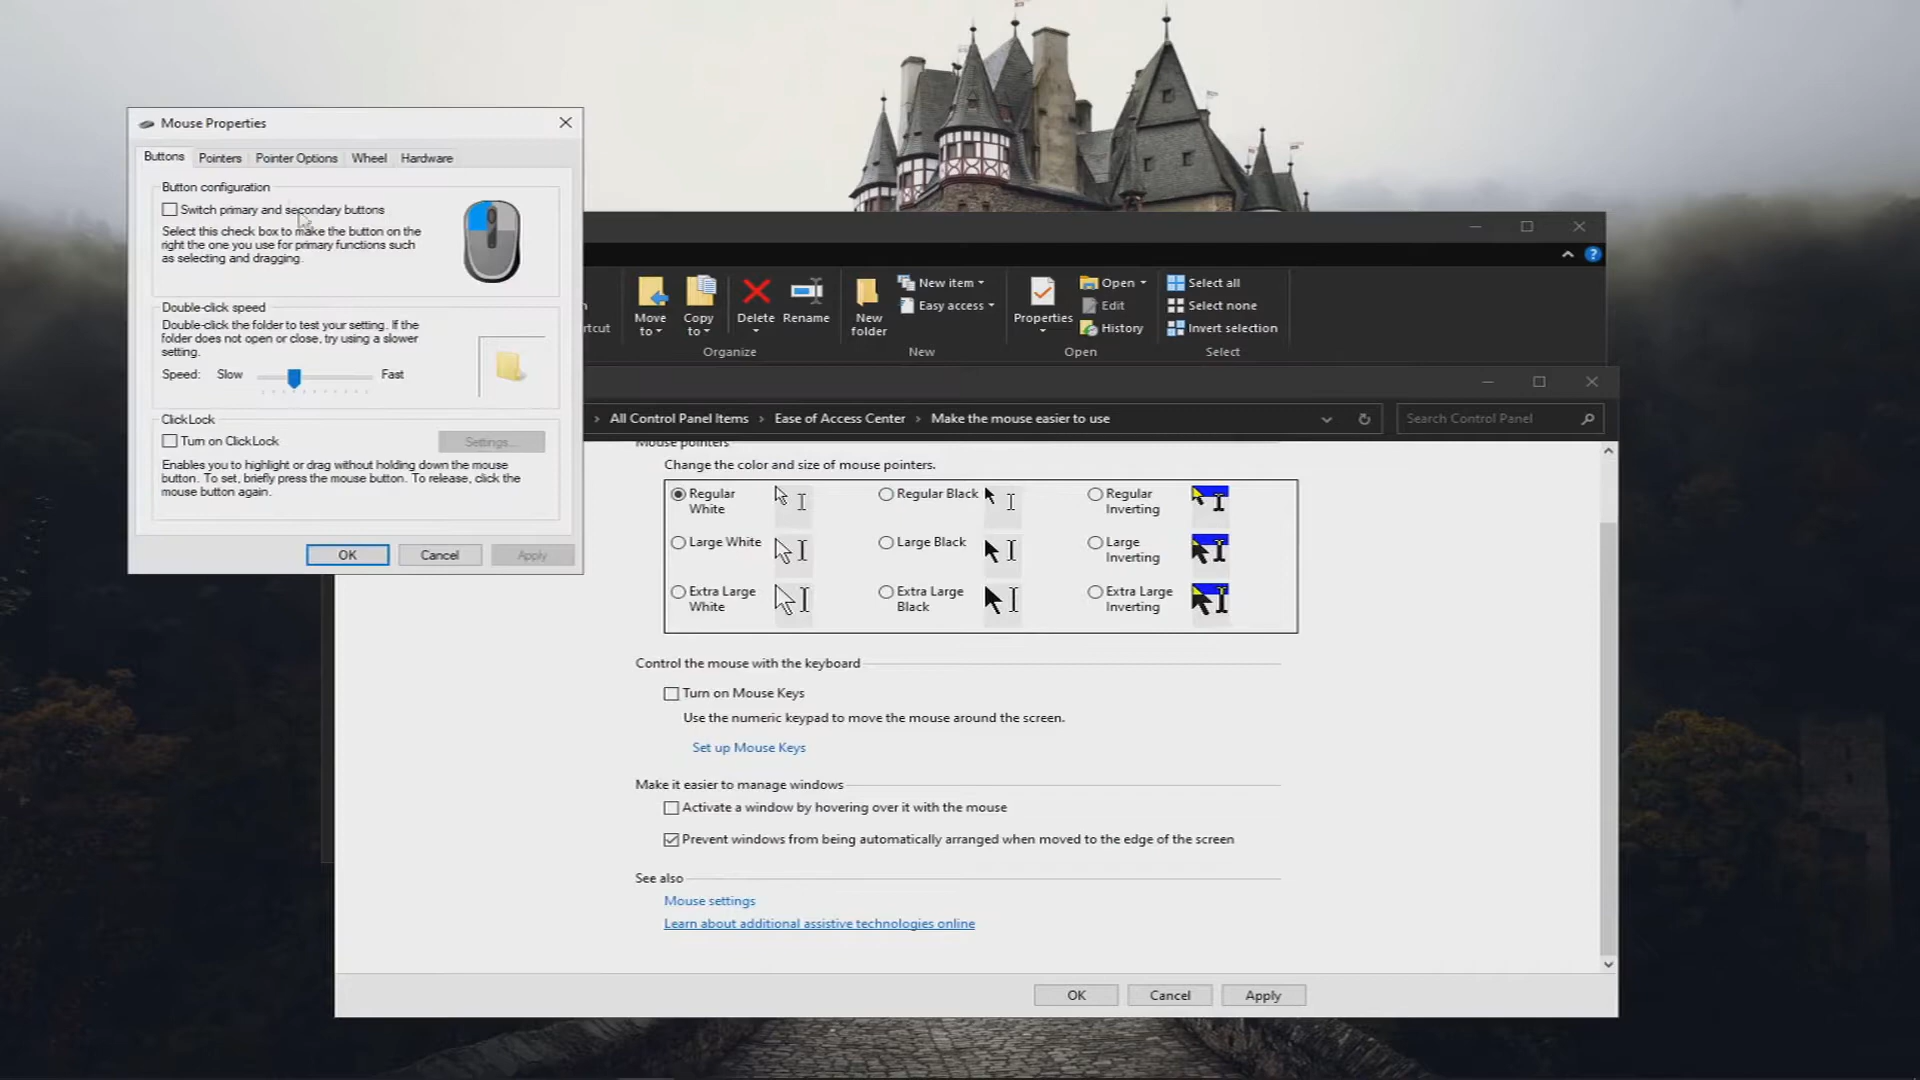 Mouse Properties
Buttons
Pointers
Pointer Options
Wheel
Hardware
Button configuration
Switch primary and secondary buttons
Select this check box to make the button on the
right the one you use for primary functions such
as selecting and dragging.
Double-click speed
Double-click the folder to test your setting. If the
folder does not open or close, try using a slower
setting.
Speed: Slow Fast
ClickLock
Turn on ClickLock
Settings...
Enables you to highlight or drag without holding down the mouse
button. To set, briefly press the mouse button. To release, click the
mouse button again.
OK Cancel Apply
Move
to
Copy
to
Delete
Rename
Organize
New
folder
New item
Easy access
New
Properties
Open
Edit
History
Open
Select all
Select none
Invert selection
Select
All Control Panel Items > Ease of Access Center > Make the mouse easier to use
Search Control Panel
Mouse pointers
Change the color and size of mouse pointers.
Regular
White
Regular Black
Regular
Inverting
Large White
Large Black
Large
Inverting
Extra Large
White
Extra Large
Black
Extra Large
Inverting
Control the mouse with the keyboard
Turn on Mouse Keys
Use the numeric keypad to move the mouse around the screen.
Set up Mouse Keys
Make it easier to manage windows
Activate a window by hovering over it with the mouse
Prevent windows from being automatically arranged when moved to the edge of the screen
See also
Mouse settings
Learn about additional assistive technologies online
OK Cancel Apply